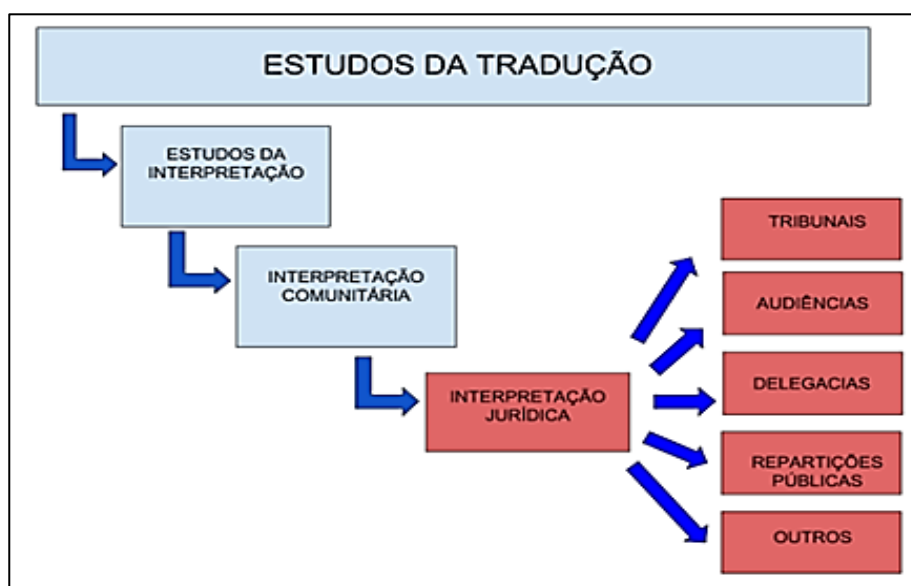 ESTUDOS DA TRADUÇÃO
ESTUDOS DA
INTERPRETAÇÃO
INTERPRETAÇÃO
COMUNITÁRIA
INTERPRETAÇÃO
JURÍDICA
TRIBUNAIS
AUDIÊNCIAS
DELEGACIAS
REPARTIÇÕES
PÚBLICAS
OUTROS